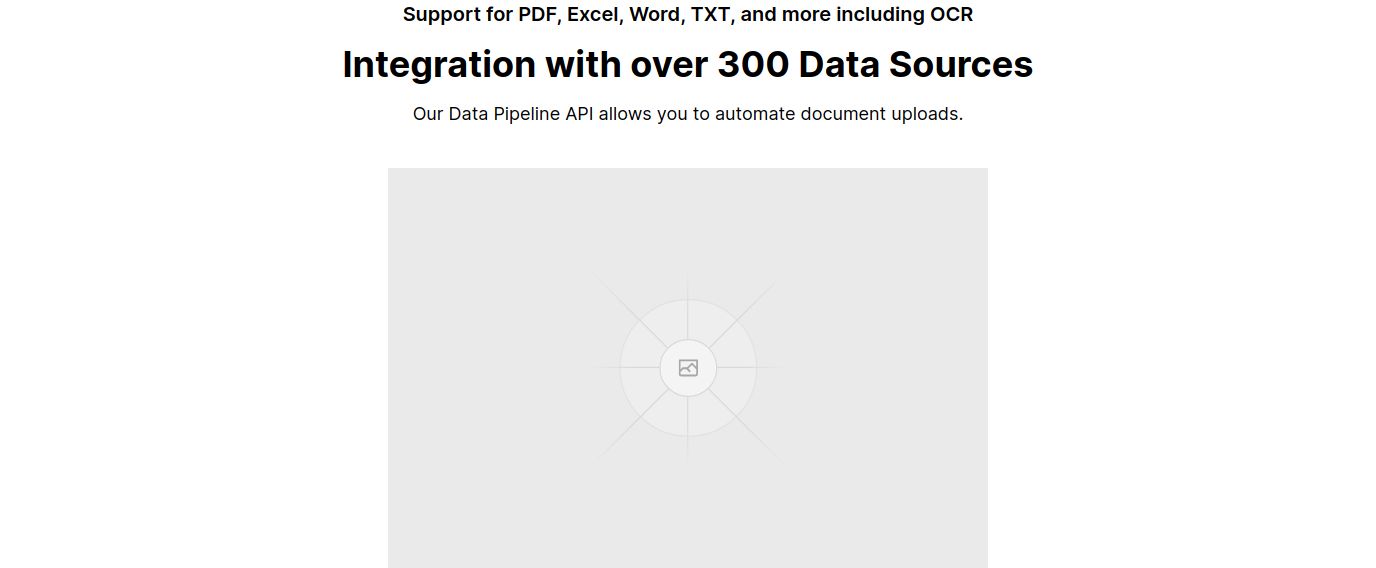 Support for PDF, Excel, Word, TXT, and more including OCR
Integration with over 300 Data Sources
Our Data Pipeline API allows you to automate document uploads.